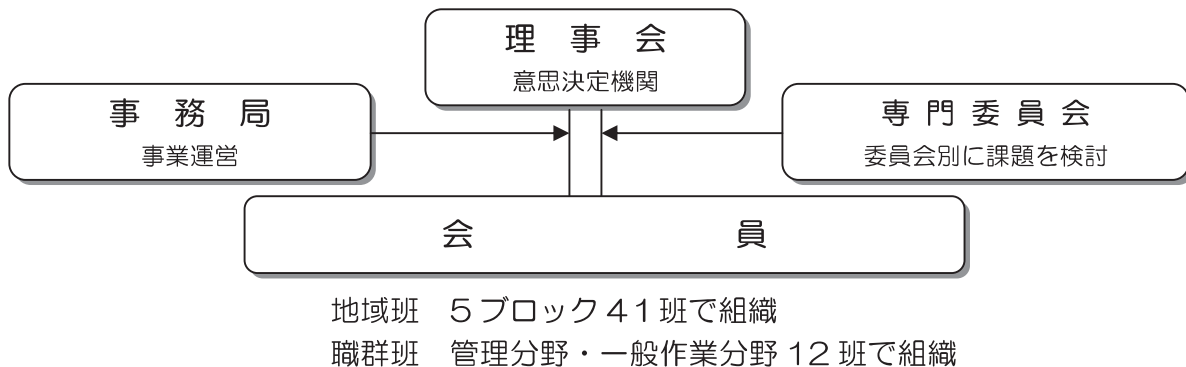 理事会
意思決定機関
事務局
事業運営
専門委員会
委員会別に課題を検討
会員
地域班 5ブロック41班で組織
職群班 管理分野・一般作業分野12班で組織